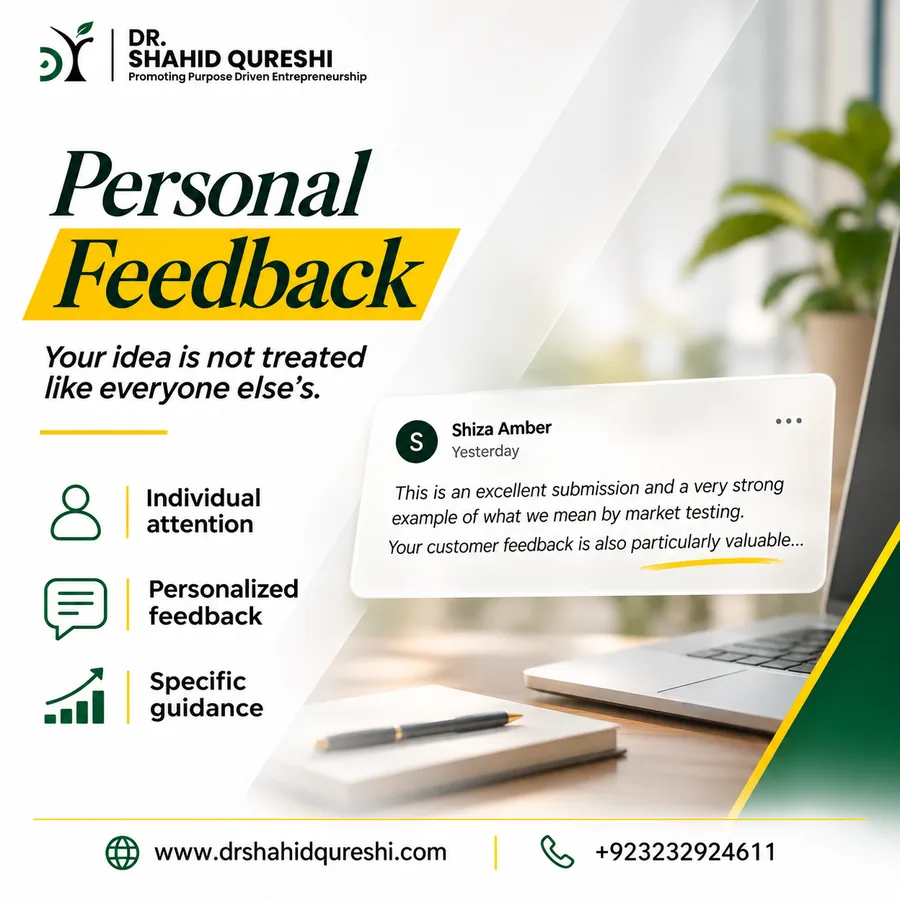 DR.
SHAHID QURESHI
Promoting Purpose Driven Entrepreneurship
Personal
Feedback
Your idea is not treated
like everyone else's.
Individual
attention
Personalized
feedback
Specific
guidance
S
Shiza Amber
Yesterday
This is an excellent submission and a very strong
example of what we mean by market testing.
Your customer feedback is also particularly valuable...
www.drshahidqureshi.com
+923232924611